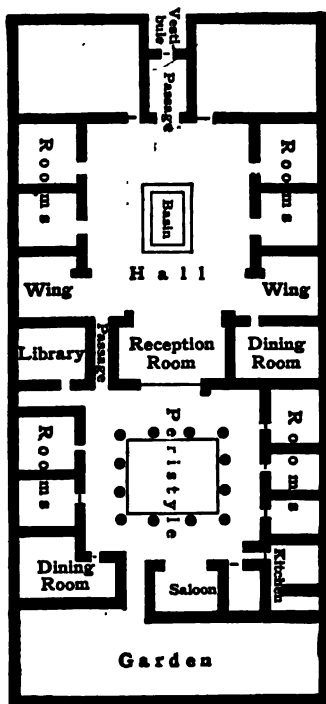 Vesti
bule
Passage
Rooms
Rooms
Basin
Hall
Wing
Wing
Library
Passage
Reception
Room
Dining
Room
Rooms
Peristyle
Rooms
Dining
Room
Saloon
Kitchen
Garden